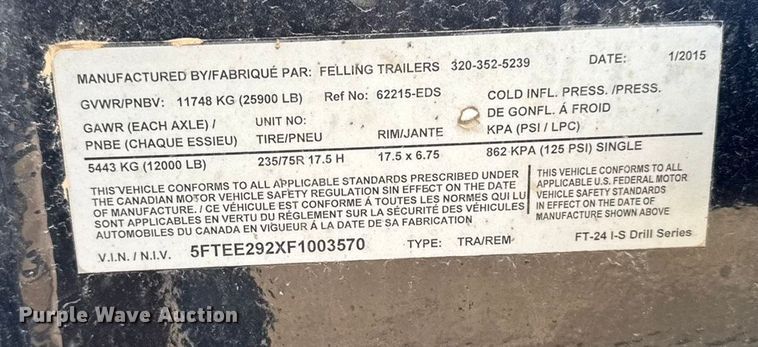 MANUFACTURED BY/FABRIQUÉ PAR: FELLING TRAILERS 320-352-5239 DATE: 1/2015
GVWR/PNBV: 11748 KG (25900 LB) Ref No: 62215-EDS COLD INFL. PRESS. /PRESS.
DE GONFL. Á FROID
GAWR (EACH AXLE) / UNIT NO:
PNBE (CHAQUE ESSIEU) TIRE/PNEU RIM/JANTE KPA (PSI / LPC)
5443 KG (12000 LB) 235/75R 17.5 H 17.5 x 6.75 862 KPA (125 PSI) SINGLE
THIS VEHICLE CONFORMS TO ALL APPLICABLE STANDARDS PRESCRIBED UNDER
THE CANADIAN MOTOR VEHICLE SAFETY REGULATION SIN EFFECT ON THE DATE
OF MANUFACTURE. / CE VÉHICULE EST CONFORME Á TOUTES LES NORMES QUI LUI
SONT APPLICABLES EN VERTU DU RÉGLEMENT SUR LA SÉCURITÉ DES VÉHICULES
AUTOMOBILES DU CANADA EN VIGUEUR Á LA DATE DE SA FABRICATION
THIS VEHICLE CONFORMS TO ALL
APPLICABLE U.S. FEDERAL MOTOR
VEHICLE SAFETY STANDARDS
IN EFFECT ON THE DATE OF
MANUFACTURE SHOWN ABOVE
V.I.N. / N.I.V. 5FTEE292XF1003570 TYPE: TRA/REM FT-24 I-S Drill Series
Purple Wave Auction